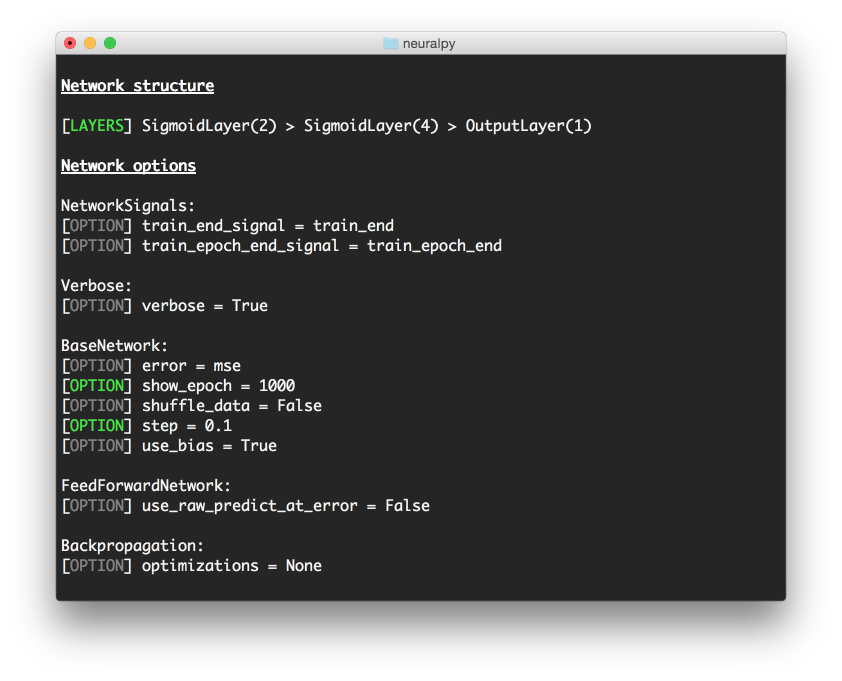 neuralpy
Network structure
[LAYERS] SigmoidLayer(2) > SigmoidLayer(4) > OutputLayer(1)
Network options
NetworkSignals:
[OPTION] train_end_signal = train_end
[OPTION] train_epoch_end_signal = train_epoch_end
Verbose:
[OPTION] verbose = True
BaseNetwork:
[OPTION] error = mse
[OPTION] show_epoch = 1000
[OPTION] shuffle_data = False
[OPTION] step = 0.1
[OPTION] use_bias = True
FeedForwardNetwork:
[OPTION] use_raw_predict_at_error = False
Backpropagation:
[OPTION] optimizations = None